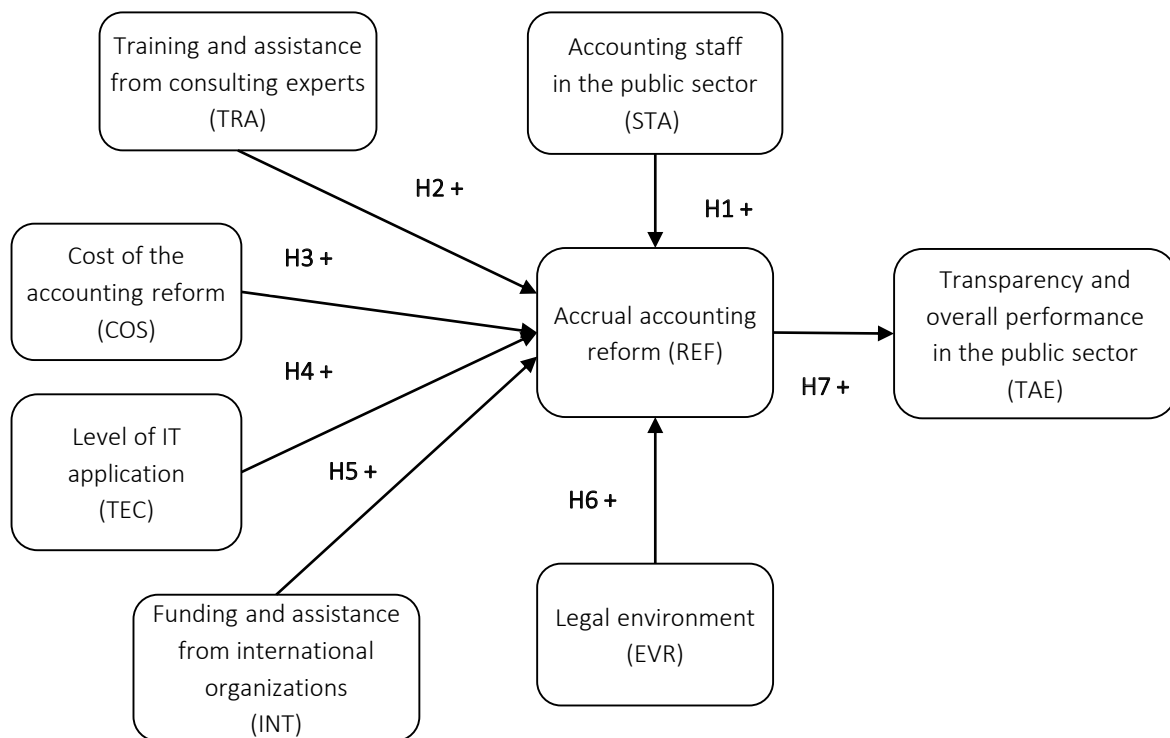 Training and assistance
from consulting experts
(TRA)
Accounting staff
in the public sector
(STA)
H2 +
H1 +
Cost of the
accounting reform
(COS)
H3 +
Accrual accounting
reform (REF)
Transparency and
overall performance
in the public sector
(TAE)
H4 +
H7 +
Level of IT
application
(TEC)
H5 +
H6 +
Funding and assistance
from international
organizations
(INT)
Legal environment
(EVR)